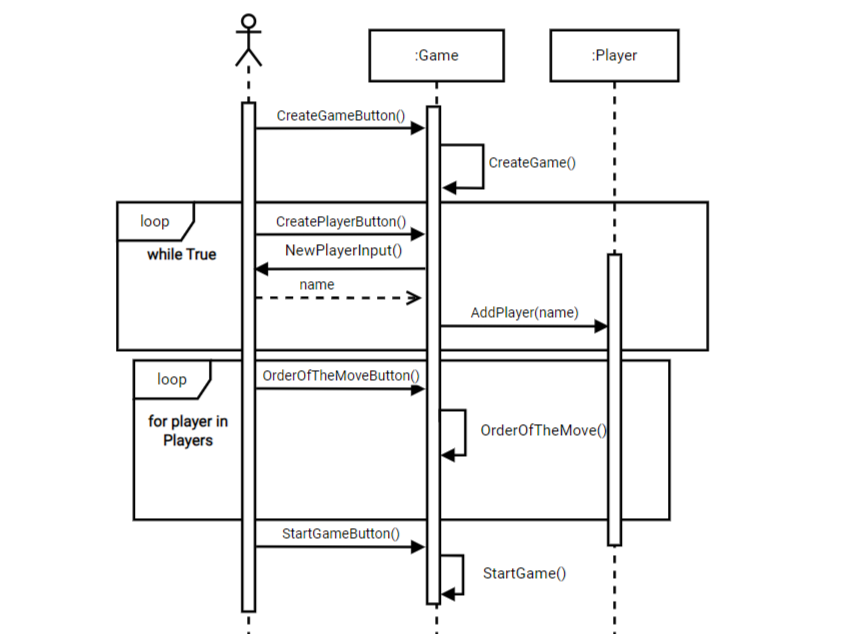 :Game
:Player
CreateGameButton()
CreateGame()
loop
CreatePlayerButton()
while True
NewPlayerInput()
name
AddPlayer(name)
loop
OrderOfTheMoveButton()
for player in
Players
OrderOfTheMove()
StartGameButton()
StartGame()